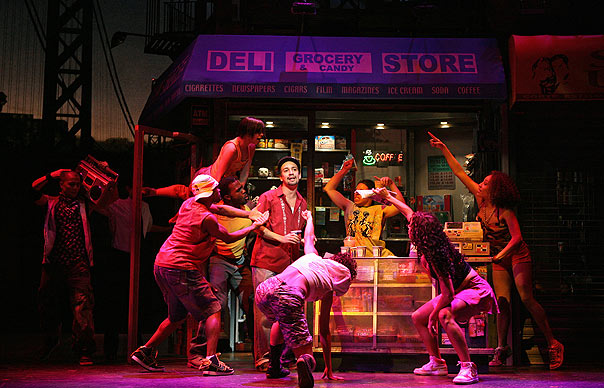 DELI GROCERY & CANDY STORE
CIGARETTES NEWSPAPERS CIGARS FILM MAGAZINES ICE CREAM SODA COFFEE
COFFEE